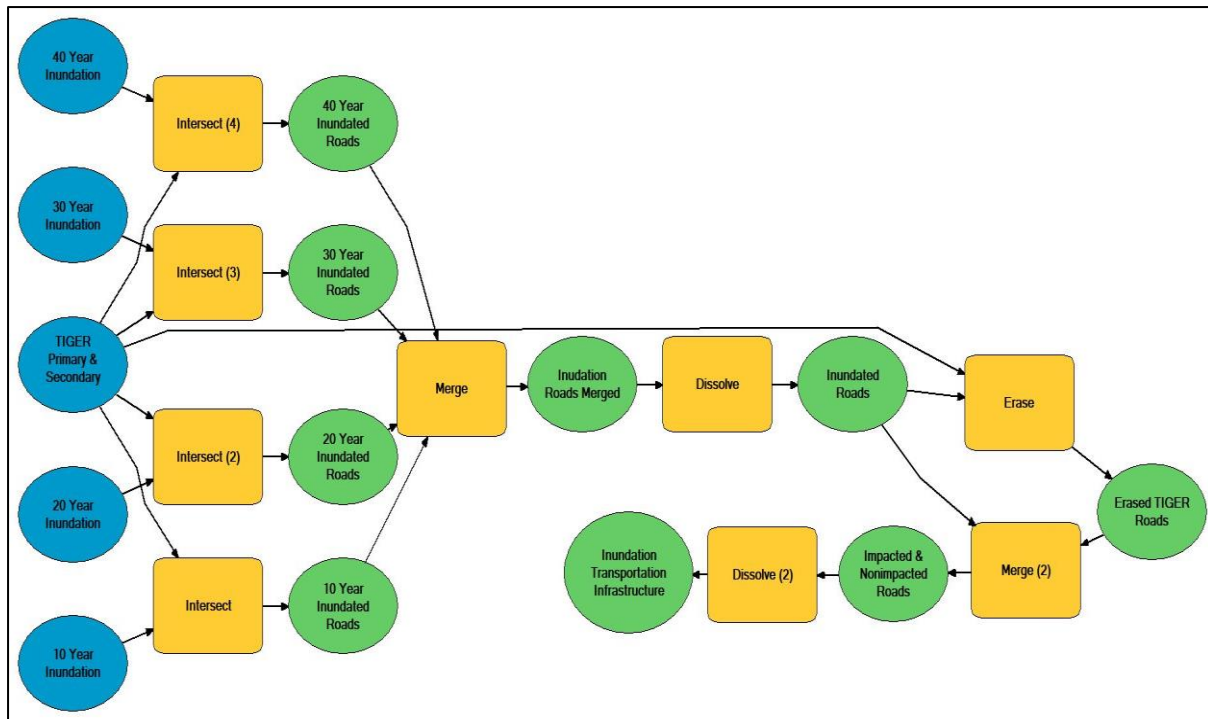 40 Year
Inundation
Intersect (4)
40 Year
Inundated
Roads
30 Year
Inundation
Intersect (3)
30 Year
Inundated
Roads
TIGER
Primary &
Secondary
Merge
Inudation
Roads Merged
Dissolve
Inundated
Roads
Erase
Intersect (2)
20 Year
Inundated
Roads
20 Year
Inundation
Erased TIGER
Roads
Inundation
Transportation
Infrastructure
Dissolve (2)
Impacted &
Nonimpacted
Roads
Merge (2)
Intersect
10 Year
Inundated
Roads
10 Year
Inundation